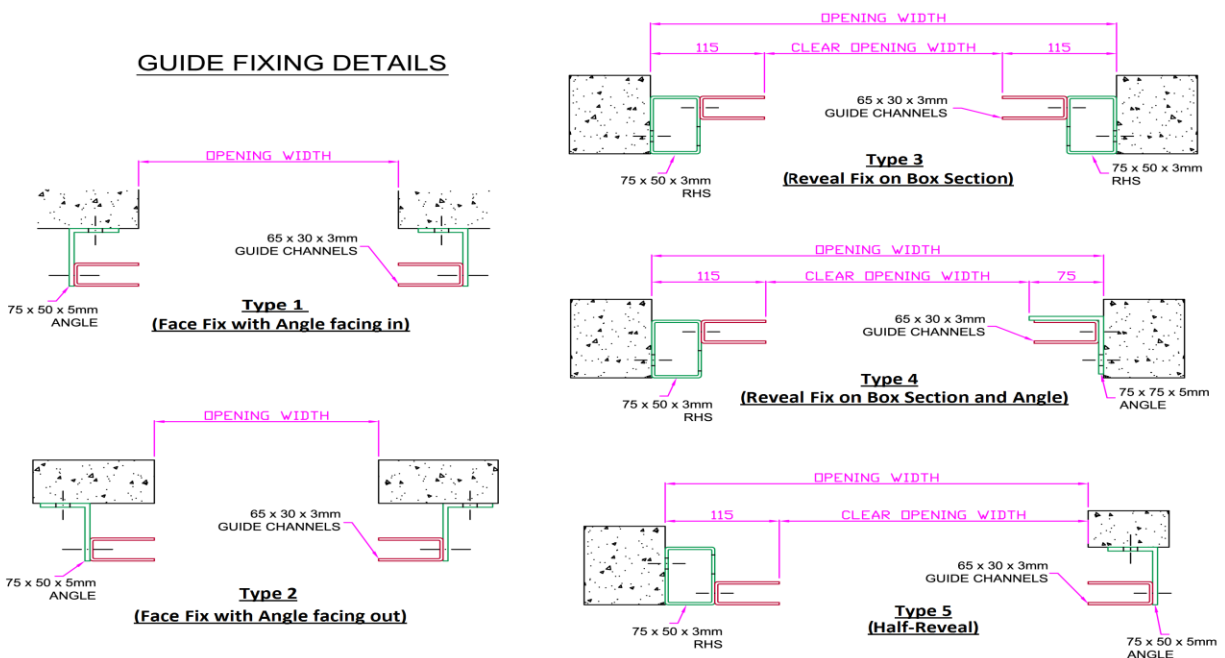 GUIDE FIXING DETAILS
OPENING WIDTH
65 x 30 x 3mm
GUIDE CHANNELS
75 x 50 x 5mm
ANGLE
Type 1
(Face Fix with Angle facing in)
OPENING WIDTH
65 x 30 x 3mm
GUIDE CHANNELS
75 x 50 x 5mm
ANGLE
Type 2
(Face Fix with Angle facing out)
OPENING WIDTH
115
CLEAR OPENING WIDTH
115
65 x 30 x 3mm
GUIDE CHANNELS
75 x 50 x 3mm
RHS
Type 3
(Reveal Fix on Box Section)
75 x 50 x 3mm
RHS
OPENING WIDTH
115
CLEAR OPENING WIDTH
75
65 x 30 x 3mm
GUIDE CHANNELS
75 x 50 x 3mm
RHS
Type 4
(Reveal Fix on Box Section and Angle)
75 x 75 x 5mm
ANGLE
OPENING WIDTH
115
CLEAR OPENING WIDTH
65 x 30 x 3mm
GUIDE CHANNELS
75 x 50 x 3mm
RHS
Type 5
(Half-Reveal)
75 x 50 x 5mm
ANGLE